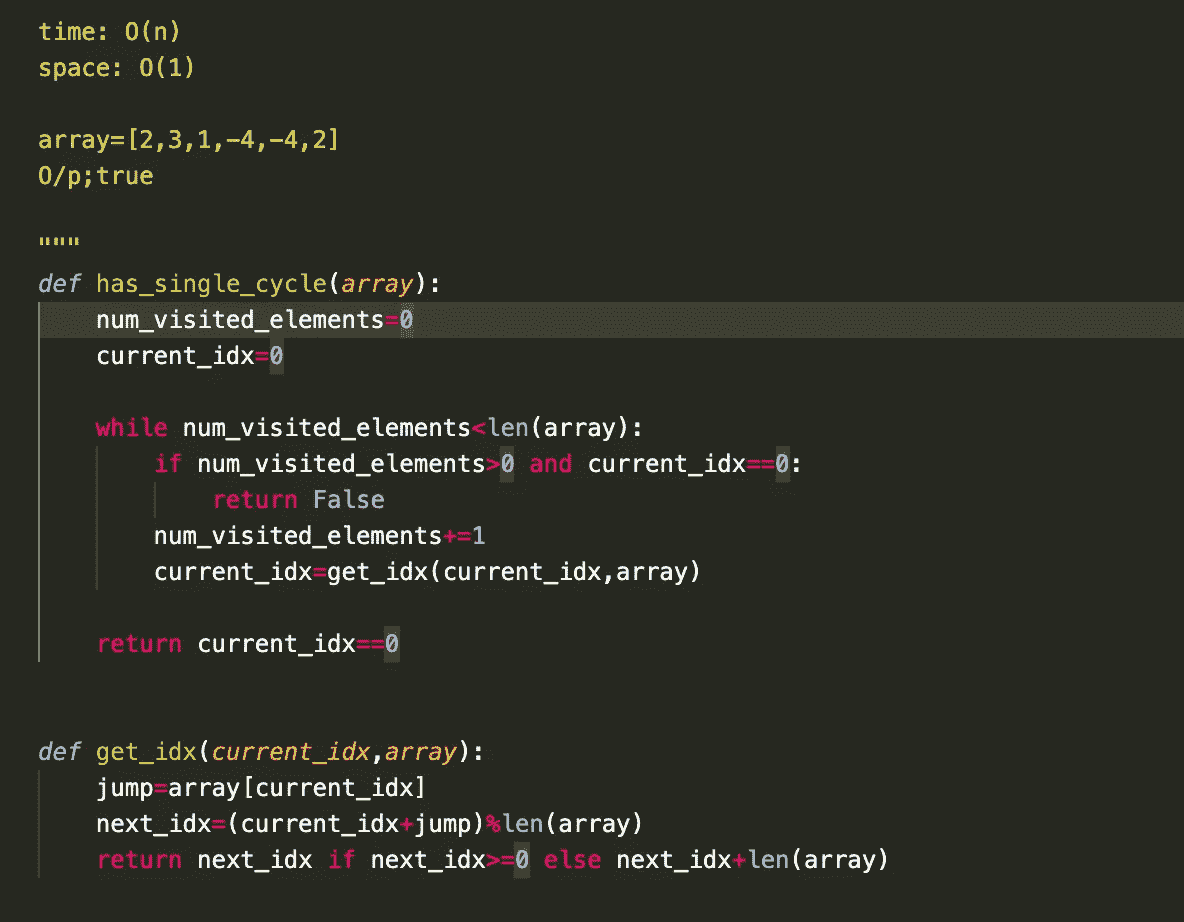 time: O(n)
space: O(1)
array=[2,3,1,-4,-4,2]
O/p;true
"""
def has_single_cycle(array):
num_visited_elements=0
current_idx=0
while num_visited_elements<len(array):
if num_visited_elements>0 and current_idx==0:
return False
num_visited_elements+=1
current_idx=get_idx(current_idx,array)
return current_idx==0
def get_idx(current_idx,array):
jump=array[current_idx]
next_idx=(current_idx+jump)%len(array)
return next_idx if next_idx>=0 else next_idx+len(array)